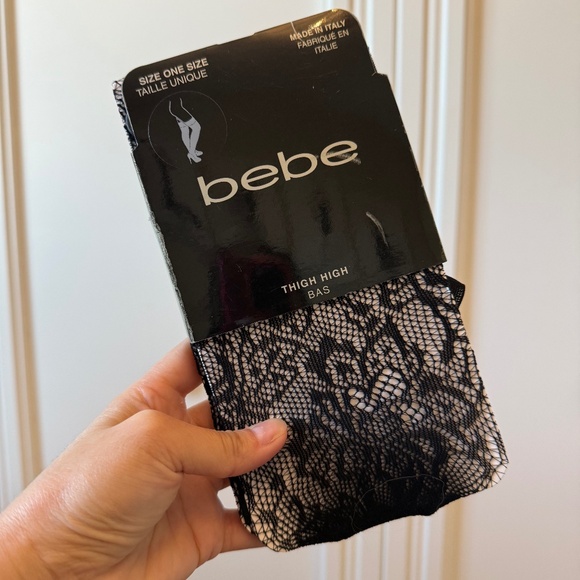 SIZE ONE SIZE
TAILLE UNIQUE
MADE IN ITALY
FABRIQUÉ EN
ITALIE
bebe
THIGH HIGH
BAS